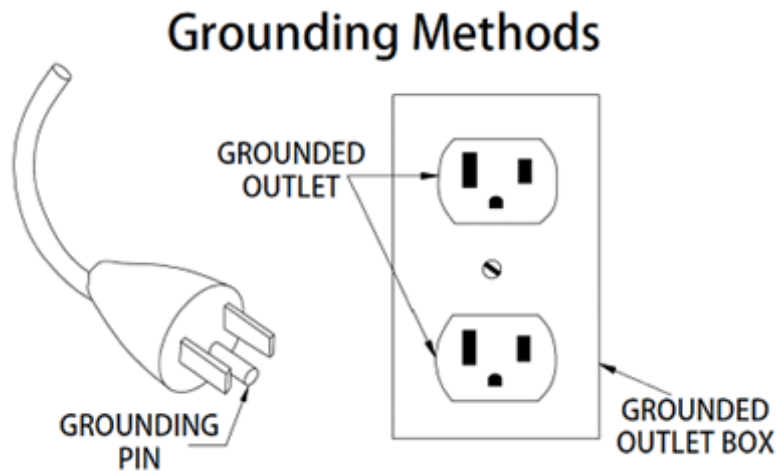 Grounding Methods
GROUNDED
OUTLET
GROUNDING
PIN
GROUNDED
OUTLET BOX